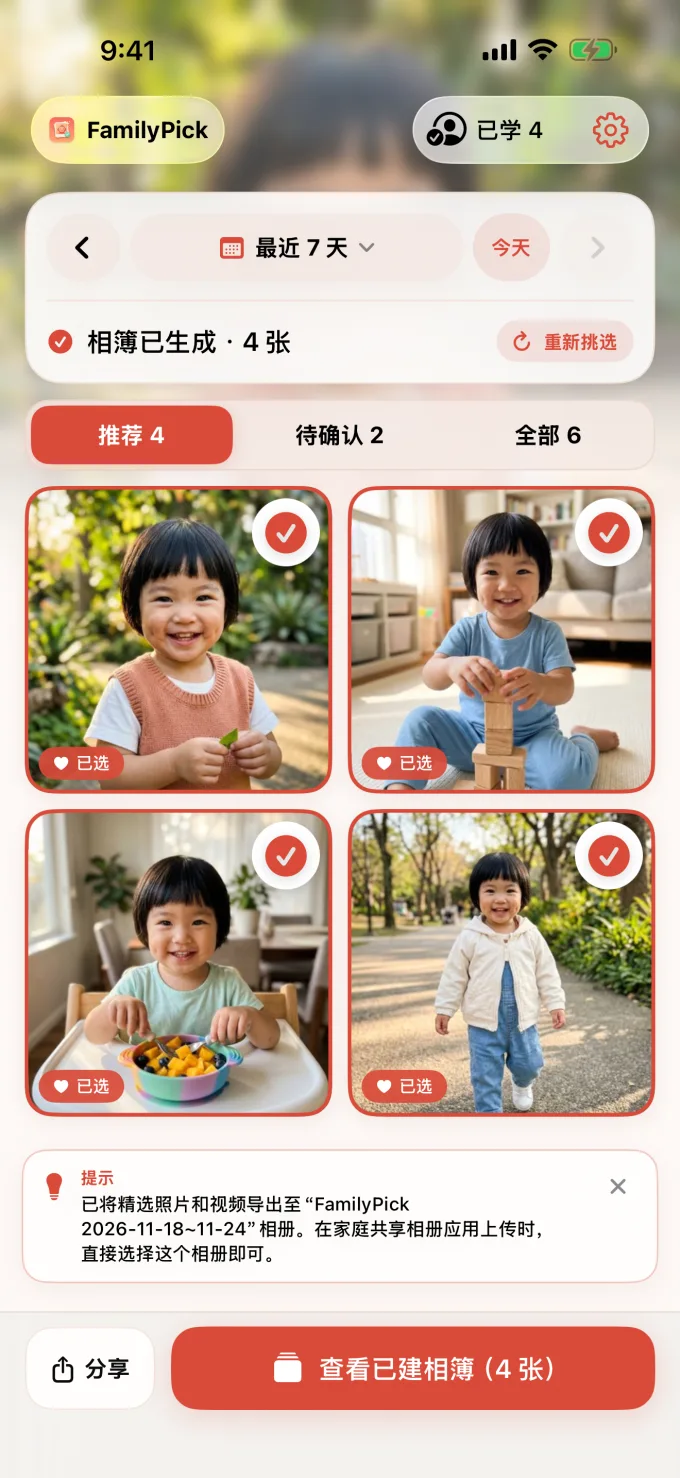 9:41
FamilyPick
已学 4
最近 7 天
今天
相簿已生成 · 4 张
重新挑选
推荐 4
待确认 2
全部 6
已选
已选
已选
已选
提示
已将精选照片和视频导出至 “FamilyPick
2026-11-18~11-24” 相册。在家庭共享相册应用上传时，
直接选择这个相册即可。
分享
查看已建相簿（4 张）